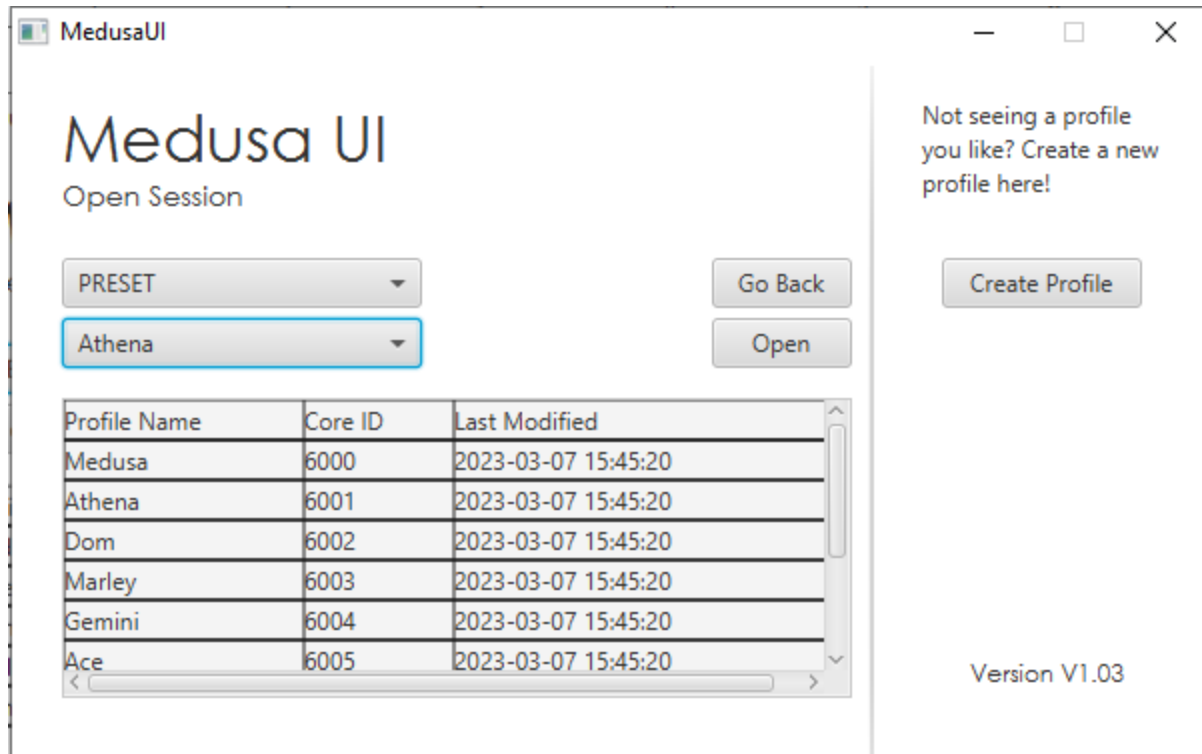 MedusaUI
Medusa UI
Open Session
PRESET
Athena
Go Back
Open
Profile Name Core ID Last Modified
Medusa 6000 2023-03-07 15:45:20
Athena 6001 2023-03-07 15:45:20
Dom 6002 2023-03-07 15:45:20
Marley 6003 2023-03-07 15:45:20
Gemini 6004 2023-03-07 15:45:20
Ace 6005 2023-03-07 15:45:20
Not seeing a profile
you like? Create a new
profile here!
Create Profile
Version V1.03